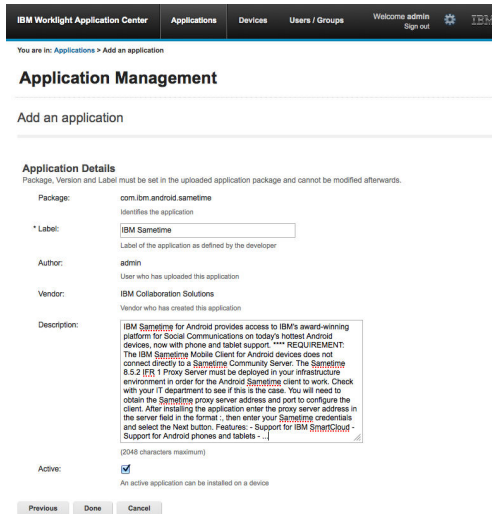 IBM Worklight Application Center Applications Devices Users / Groups Welcome admin IBM
Sign out
You are in: Applications > Add an application
Application Management
Add an application
Application Details
Package, Version and Label must be set in the uploaded application package and cannot be modified afterwards.
Package: com.ibm.android.sametime
Identifies the application
* Label: IBM Sametime
Label of the application as defined by the developer
Author: admin
User who has uploaded this application
Vendor: IBM Collaboration Solutions
Vendor who has created this application
Description: IBM Sametime for Android provides access to IBM's award-winning
platform for Social Communications on today's hottest Android
devices, now with phone and tablet support. **** REQUIREMENT:
The IBM Sametime Mobile Client for Android devices does not
connect directly to a Sametime Community Server. The Sametime
8.5.2 IFR 1 Proxy Server must be deployed in your infrastructure
environment in order for the Android Sametime client to work. Check
with your IT department to see if this is the case. You will need to
obtain the Sametime proxy server address and port to configure the
client. After installing the application enter the proxy server address in
the server field in the format :, then enter your Sametime credentials
and select the Next button. Features: - Support for IBM SmartCloud -
Support for Android phones and tablets - ...
(2048 characters maximum)
Active:
An active application can be installed on a device
Previous Done Cancel